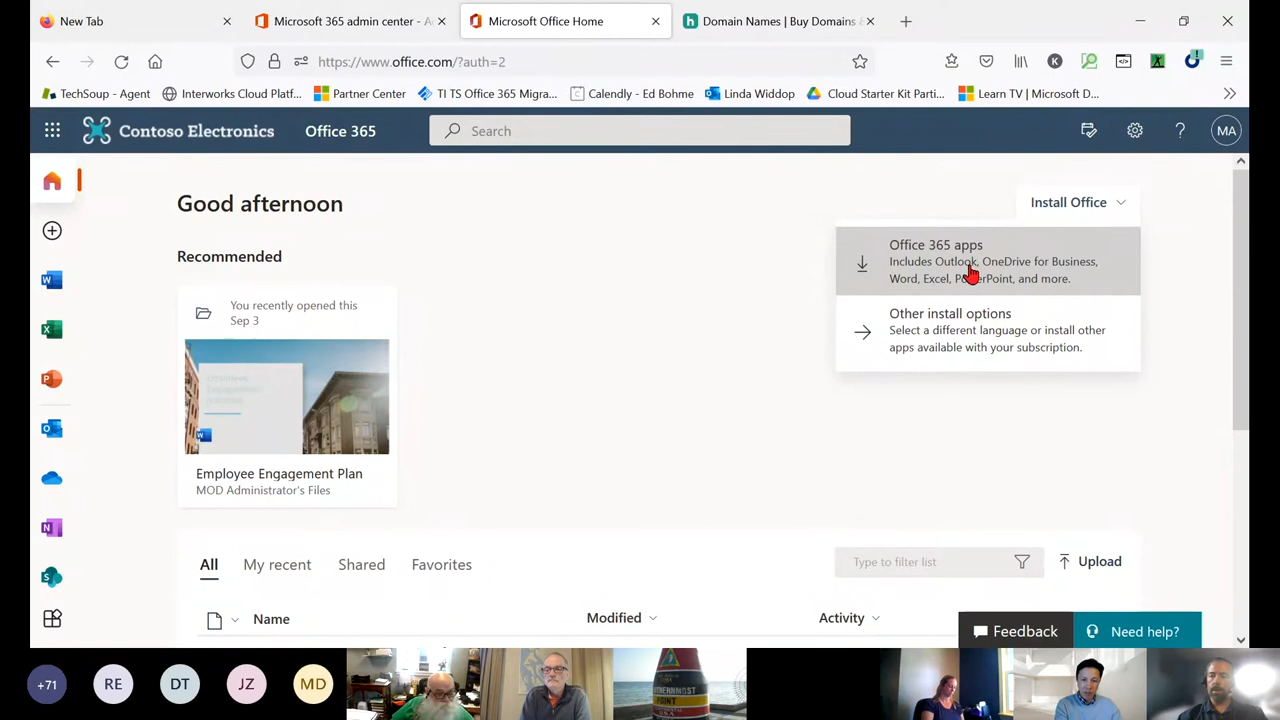 New Tab
Microsoft 365 admin center - A
Microsoft Office Home
Domain Names | Buy Domains &
https://www.office.com/?auth=2
TechSoup - Agent
Interworks Cloud Platf...
Partner Center
TI TS Office 365 Migra...
Calendly - Ed Bohme
Linda Widdop
Cloud Starter Kit Parti...
Learn TV | Microsoft D...
Contoso Electronics
Office 365
Search
MA
Good afternoon
Install Office
Recommended
Office 365 apps
Includes Outlook, OneDrive for Business,
Word, Excel, PowerPoint, and more.
Other install options
Select a different language or install other
apps available with your subscription.
You recently opened this
Sep 3
Employee Engagement Plan
MOD Administrator's Files
All
My recent
Shared
Favorites
Type to filter list
Upload
Name
Modified
Activity
Feedback
Need help?
+71
RE
DT
JZ
MD